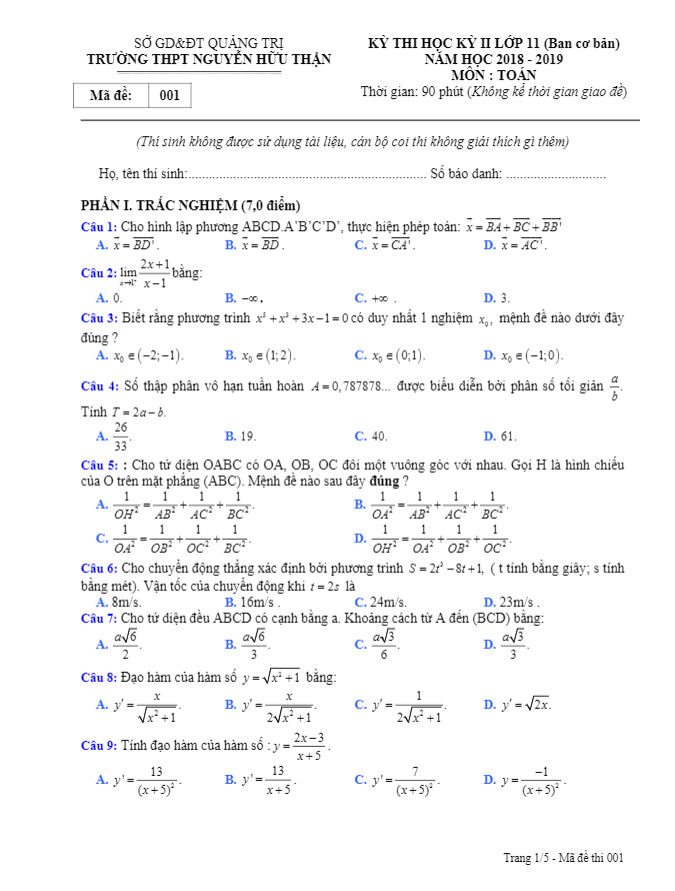 SỞ GD&ĐT QUẢNG TRỊ
TRƯỜNG THPT NGUYỄN HỮU THẬN
KỲ THI HỌC KỲ II LỚP 11 (Ban cơ bản)
NĂM HỌC 2018 - 2019
MÔN : TOÁN
Mã đề: 001
Thời gian: 90 phút (Không kể thời gian giao đề)
(Thí sinh không được sử dụng tài liệu, cán bộ coi thi không giải thích gì thêm)
Họ, tên thí sinh:..................................................................... Số báo danh: .............................
PHẦN I. TRẮC NGHIỆM (7,0 điểm)
Câu 1: Cho hình lập phương ABCD.A'B'C'D', thực hiện phép toán: $\vec{x} = \overrightarrow{BA} + \overrightarrow{BC} + \overrightarrow{BB'}$
A. $\vec{x} = \overrightarrow{BD'}$. B. $\vec{x} = \overrightarrow{BD}$. C. $\vec{x} = \overrightarrow{CA'}$. D. $\vec{x} = \overrightarrow{AC'}$.
Câu 2: $\lim_{x \to 1^+} \frac{2x+1}{x-1}$ bằng:
A. 0. B. −∞. C. +∞ . D. 3.
Câu 3: Biết rằng phương trình $x^5 + x^3 + 3x - 1 = 0$ có duy nhất 1 nghiệm $x_0$, mệnh đề nào dưới đây
đúng ?
A. $x_0 \in (-2;-1)$. B. $x_0 \in (1;2)$. C. $x_0 \in (0;1)$. D. $x_0 \in (-1;0)$.
Câu 4: Số thập phân vô hạn tuần hoàn $A = 0,787878...$ được biểu diễn bởi phân số tối giản $\frac{a}{b}$.
Tính $T = 2a - b$.
A. $\frac{26}{33}$. B. 19. C. 40. D. 61.
Câu 5: : Cho tứ diện OABC có OA, OB, OC đôi một vuông góc với nhau. Gọi H là hình chiếu
của O trên mặt phẳng (ABC). Mệnh đề nào sau đây đúng ?
A. $\frac{1}{OH^2} = \frac{1}{AB^2} + \frac{1}{AC^2} + \frac{1}{BC^2}$. B. $\frac{1}{OA^2} = \frac{1}{AB^2} + \frac{1}{AC^2} + \frac{1}{BC^2}$.
C. $\frac{1}{OA^2} = \frac{1}{OB^2} + \frac{1}{OC^2} + \frac{1}{BC^2}$. D. $\frac{1}{OH^2} = \frac{1}{OA^2} + \frac{1}{OB^2} + \frac{1}{OC^2}$.
Câu 6: Cho chuyển động thẳng xác định bởi phương trình $S = 2t^3 - 8t + 1$, ( t tính bằng giây; s tính
bằng mét). Vận tốc của chuyển động khi $t = 2s$ là
A. 8m/s. B. 16m/s . C. 24m/s. D. 23m/s .
Câu 7: Cho tứ diện đều ABCD có cạnh bằng a. Khoảng cách từ A đến (BCD) bằng:
A. $\frac{a\sqrt{6}}{2}$. B. $\frac{a\sqrt{6}}{3}$. C. $\frac{a\sqrt{3}}{6}$. D. $\frac{a\sqrt{3}}{3}$.
Câu 8: Đạo hàm của hàm số $y = \sqrt{x^2+1}$ bằng:
A. $y' = \frac{x}{\sqrt{x^2+1}}$. B. $y' = \frac{x}{2\sqrt{x^2+1}}$. C. $y' = \frac{1}{2\sqrt{x^2+1}}$. D. $y' = \sqrt{2x}$.
Câu 9: Tính đạo hàm của hàm số : $y = \frac{2x-3}{x+5}$.
A. $y' = \frac{13}{(x+5)^2}$. B. $y' = \frac{13}{x+5}$. C. $y' = \frac{7}{(x+5)^2}$. D. $y = \frac{-1}{(x+5)^2}$.
Trang 1/5 - Mã đề thi 001